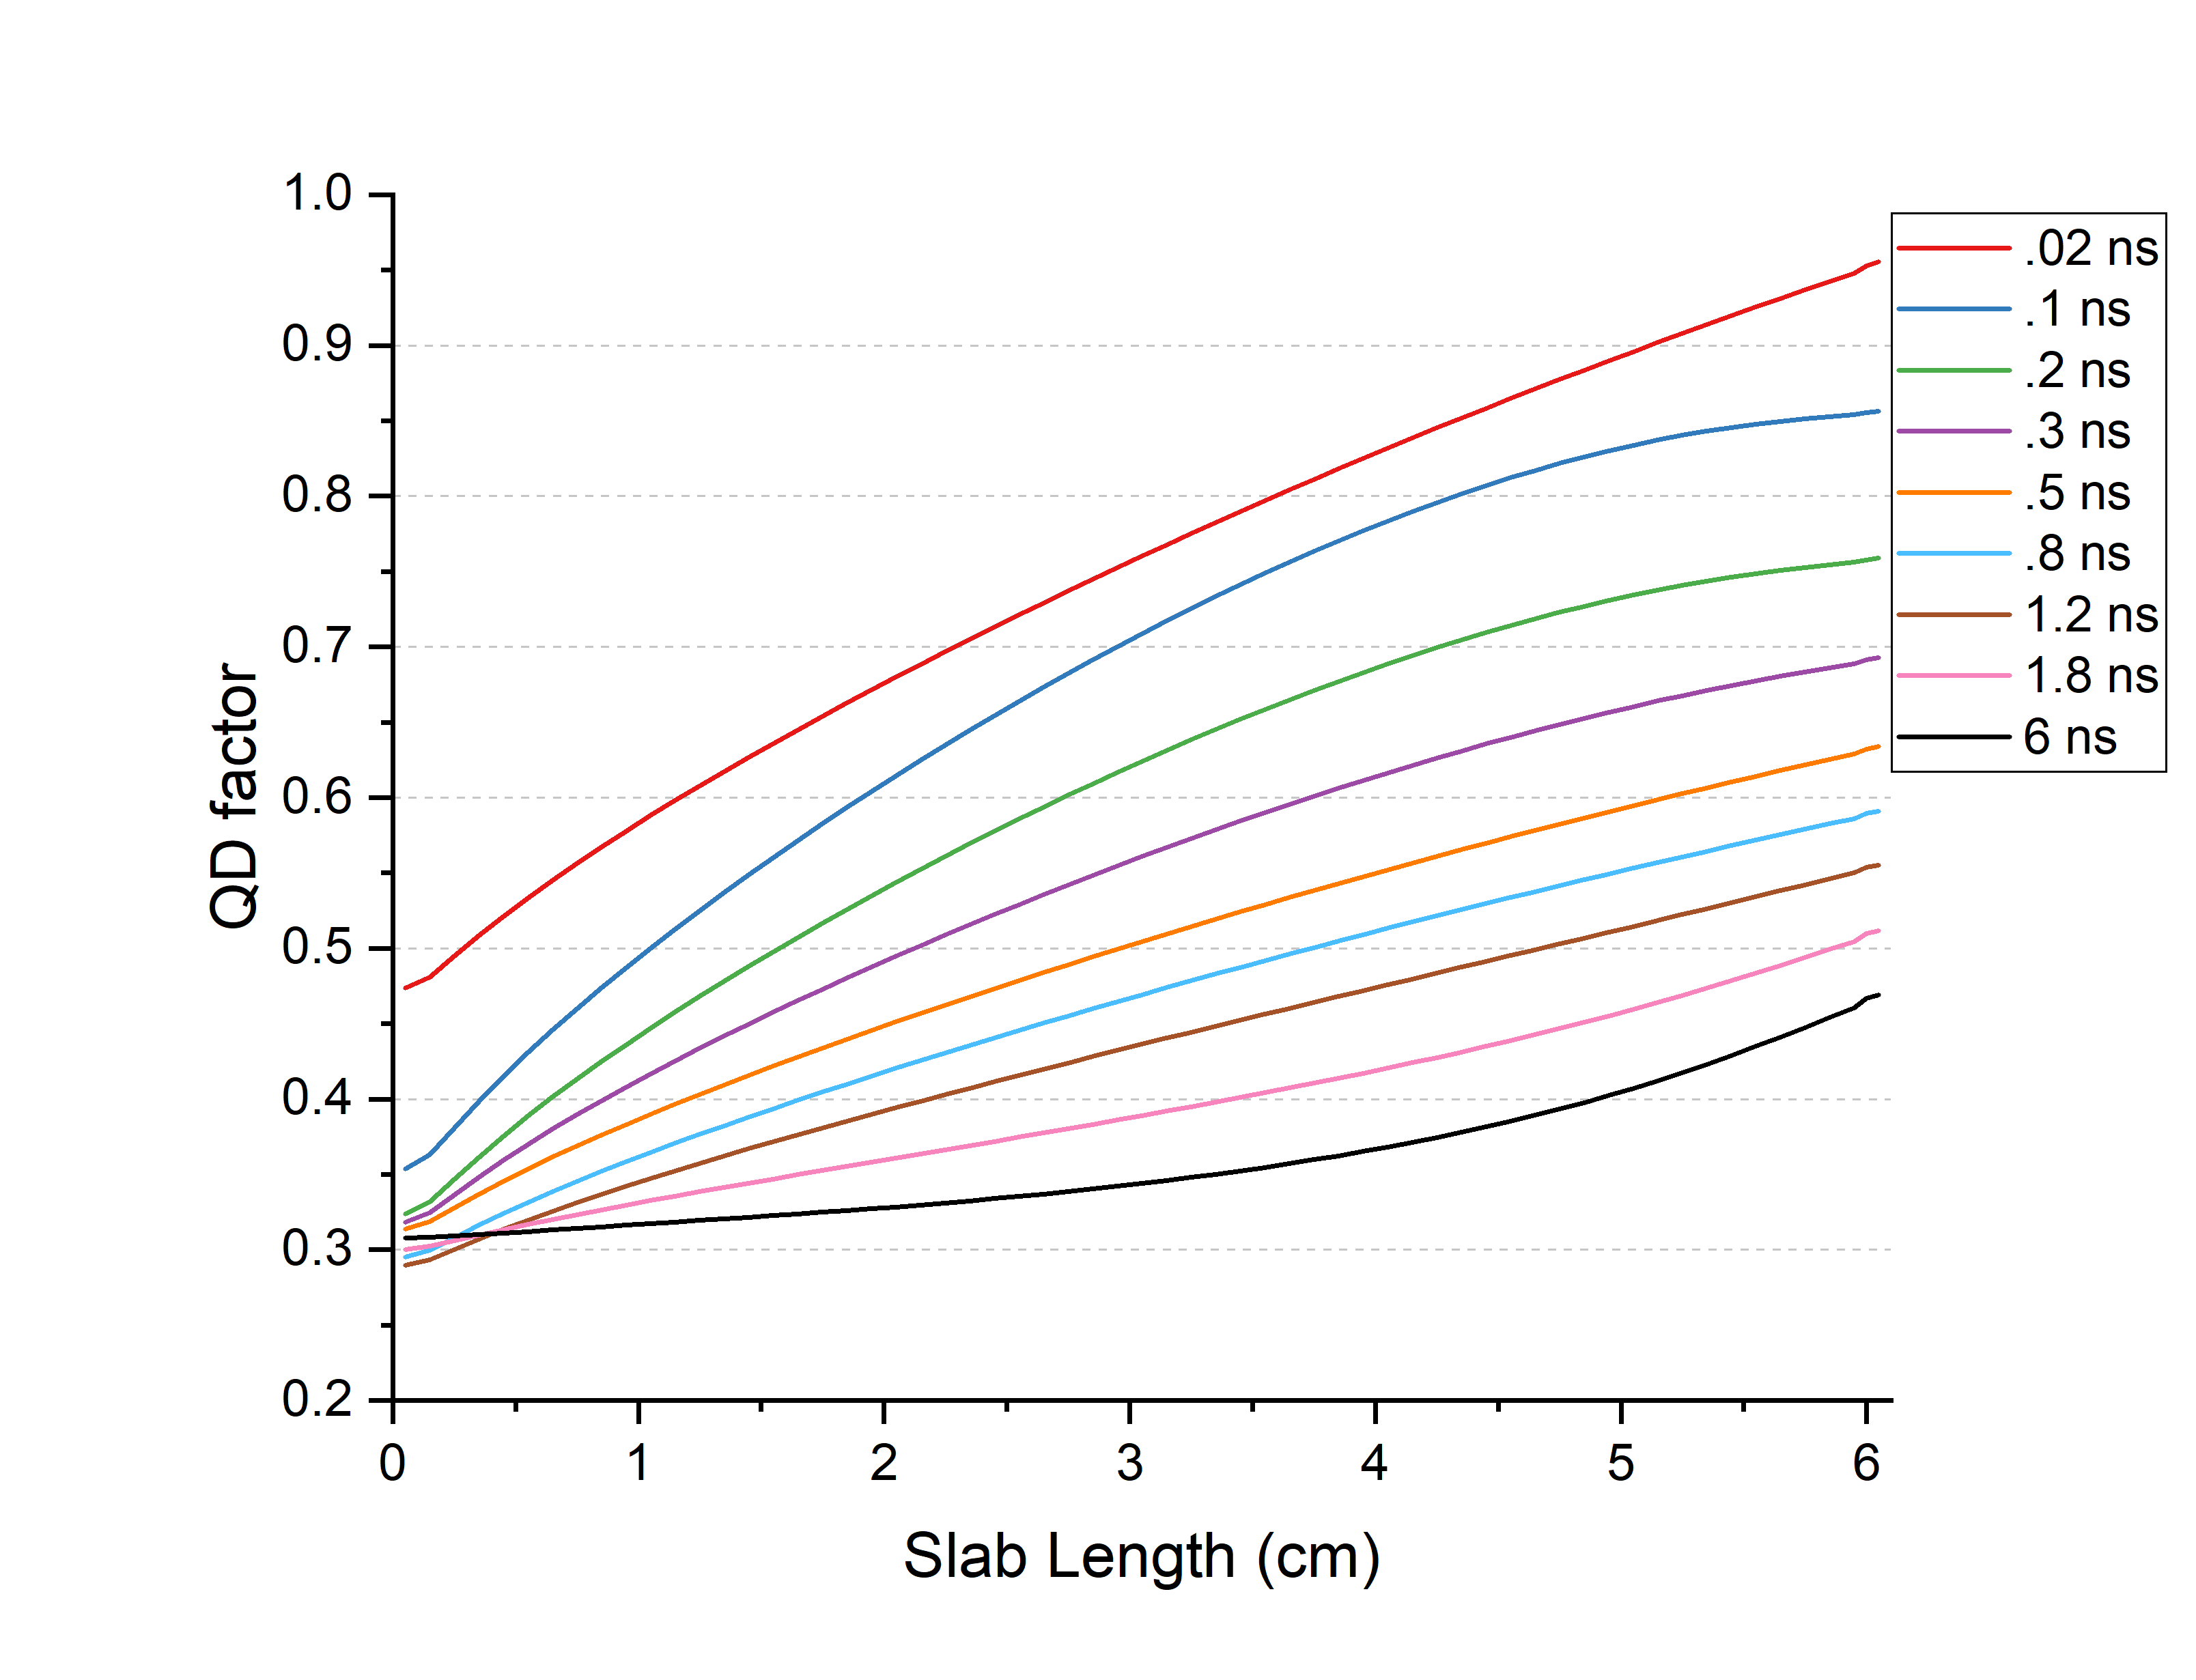 1.0
0.9
0.8
0.7
0.6
0.5
0.4
0.3
0.2
QD factor
0 1 2 3 4 5 6
Slab Length (cm)
.02 ns
.1 ns
.2 ns
.3 ns
.5 ns
.8 ns
1.2 ns
1.8 ns
6 ns